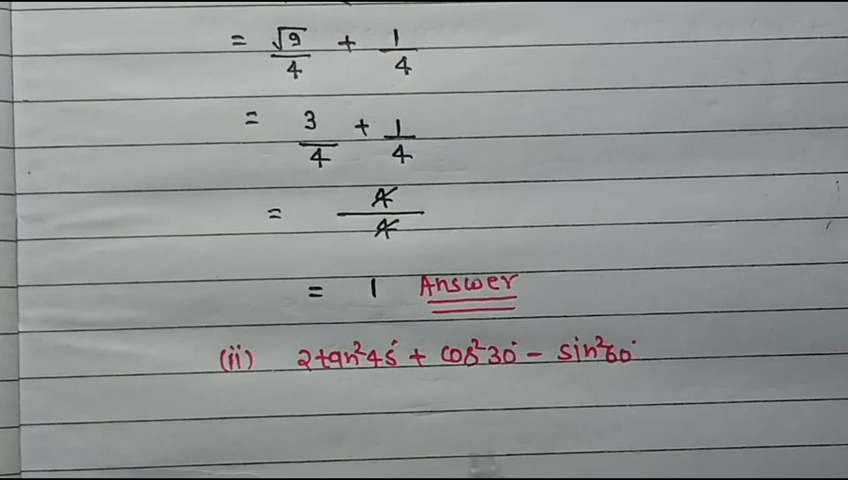 = √9/4 + 1/4
= 3/4 + 1/4
= 4/4
= 1 Answer
(ii) 2tan²45° + cos²30° - sin²60°